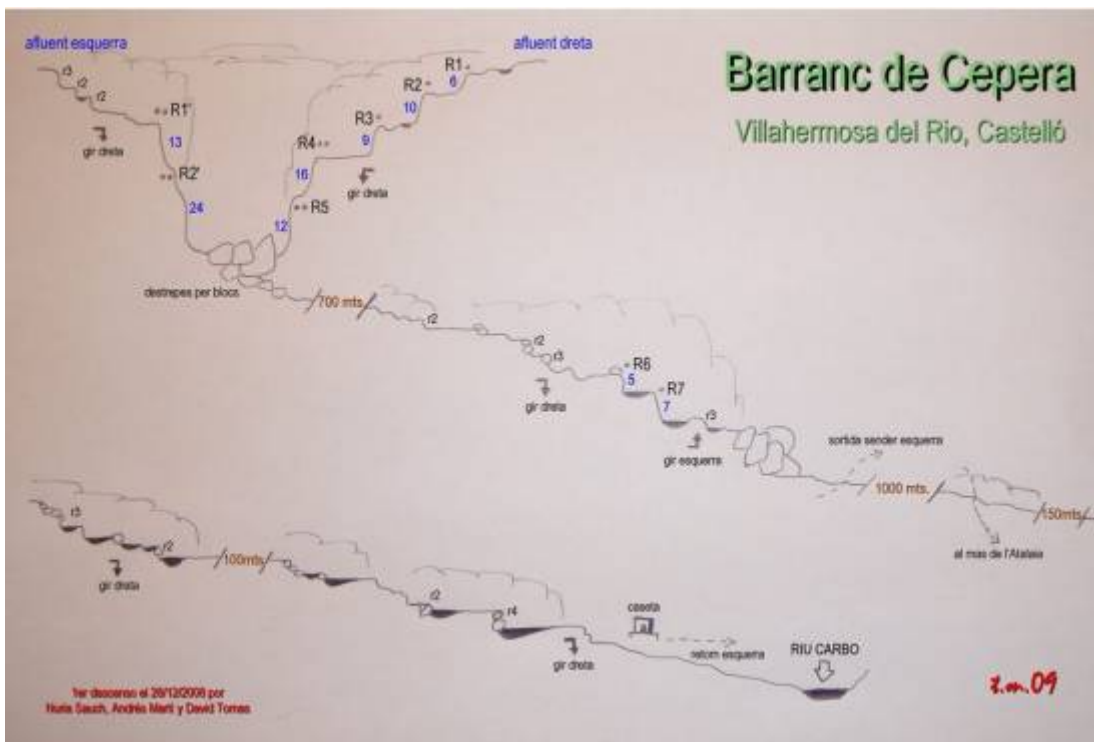 afluent esquerra
afluent dreta
Barranc de Cepera
Villahermosa del Rio, Castelló
r3
r2
r2
R1'
13
gir dreta
R2'
24
R1
6
R2
10
R3
9
R4
16
gir dreta
R5
12
destrepes per blocs
700 mts.
r2
r2
r3
gir dreta
R6
5
R7
7
r3
gir esquerra
sortida sender esquerra
1000 mts.
150mts
al mas de l'Atalaia
r3
r2
gir dreta
100mts
r2
r4
gir dreta
caseta
retorn esquerra
RIU CARBO
1er descenso el 26/12/2008 por
Nuria Sauch, Andrés Martí y David Tomas
z.m.09